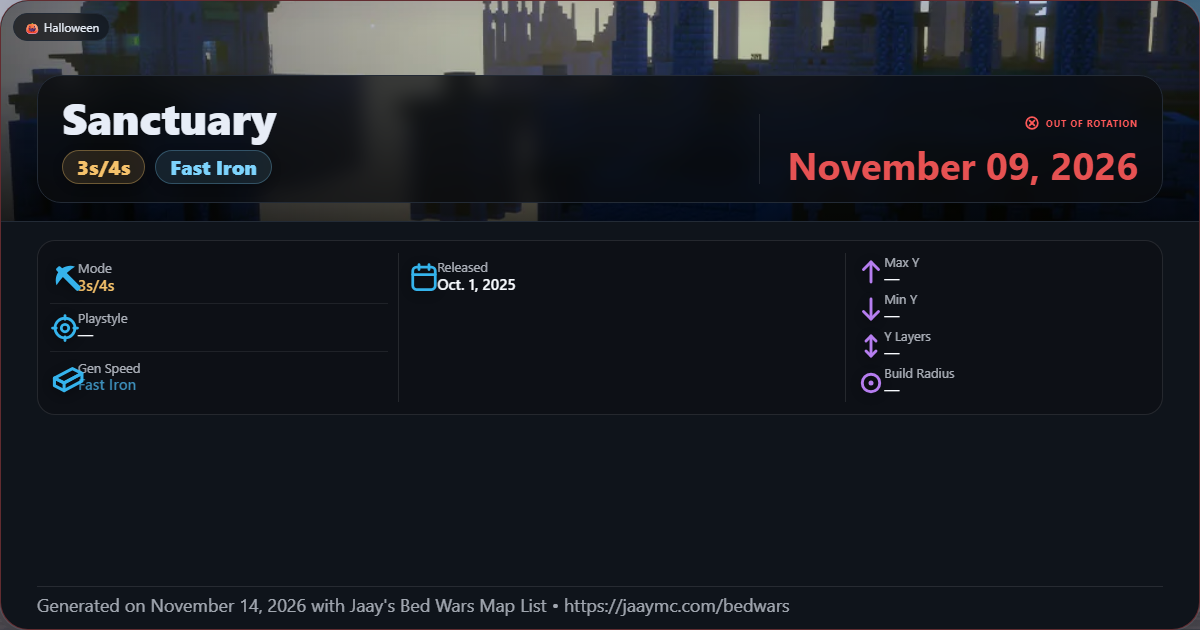 Halloween
Sanctuary
3s/4s
Fast Iron
OUT OF ROTATION
November 09, 2026
Mode
3s/4s
Playstyle
—
Gen Speed
Fast Iron
Released
Oct. 1, 2025
Max Y
—
Min Y
—
Y Layers
—
Build Radius
—
Generated on November 14, 2026 with Jaay's Bed Wars Map List • https://jaaymc.com/bedwars